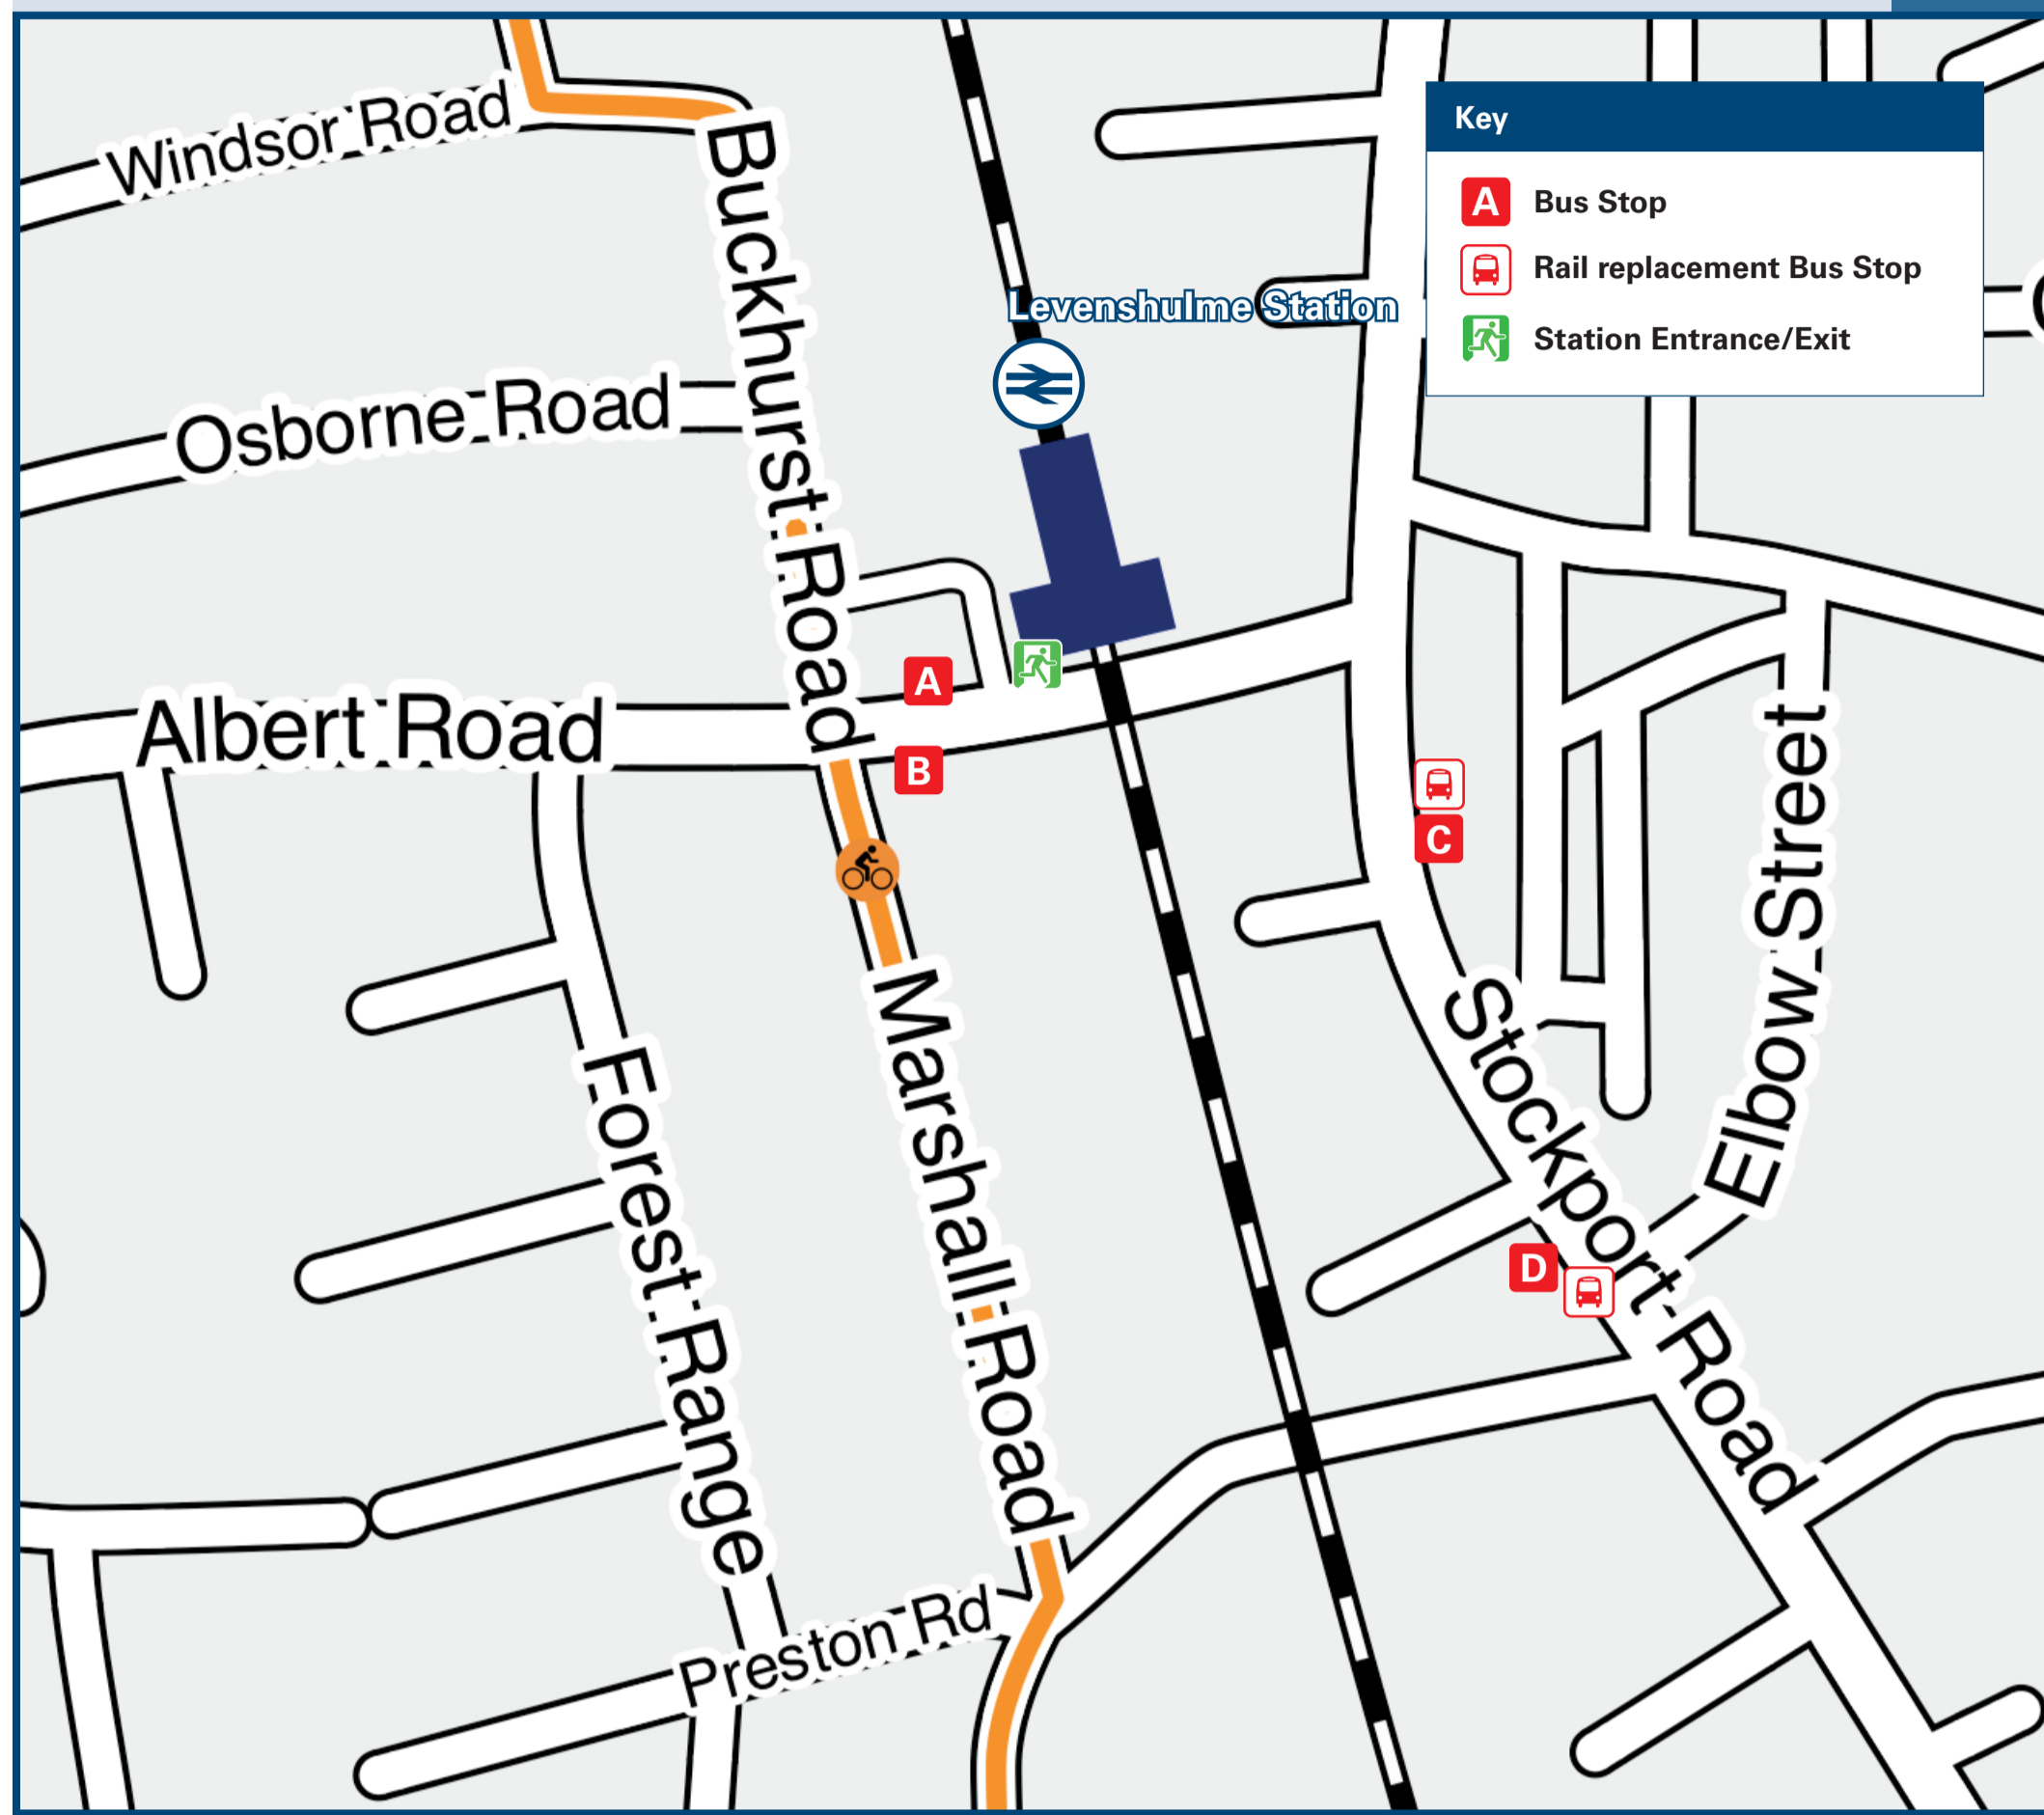 Key
A Bus Stop
Rail replacement Bus Stop
Station Entrance/Exit
Windsor Road
Buckhurst Road
Levenshulme Station
Osborne Road
A
Albert Road
B
C
Elbow Street
Stockport Road
Marshall Road
Forest Range
D
Preston Rd